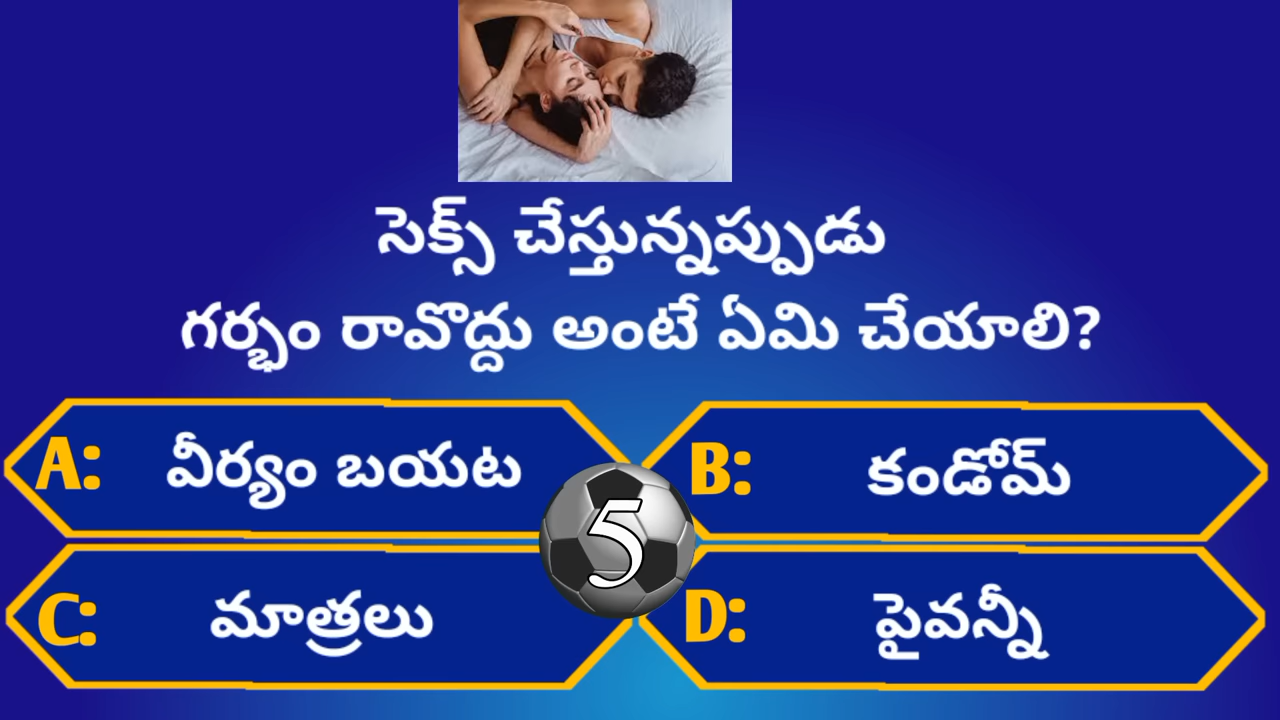 సెక్స్ చేస్తున్నప్పుడు
గర్భం రావొద్దు అంటే ఏమి చేయాలి?
A: వీర్యం బయట
B: కండోమ్
5
C: మాత్రలు
D: పైవన్నీ